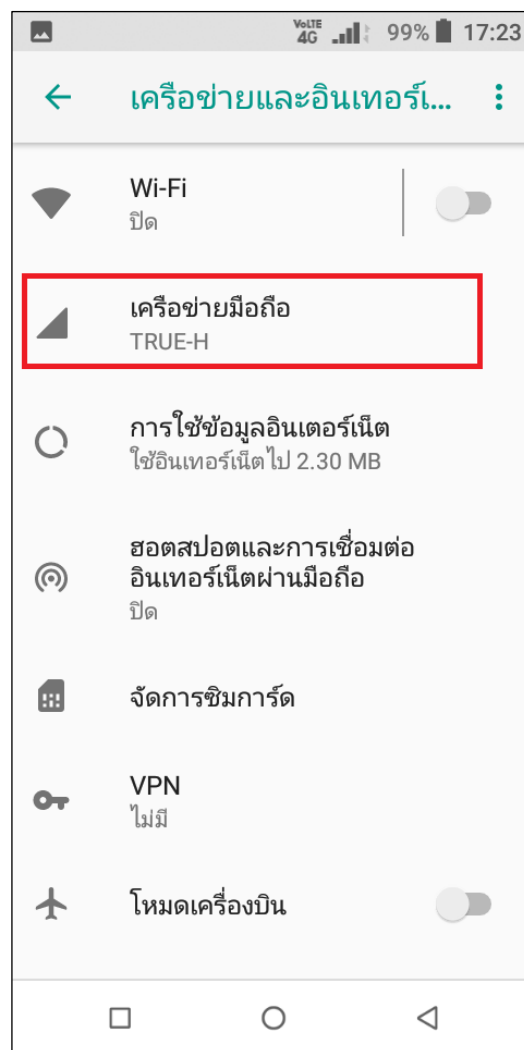 VoLTE
4G 99% 17:23
เครือข่ายและอินเทอร์เ...
Wi-Fi
ปิด
เครือข่ายมือถือ
TRUE-H
การใช้ข้อมูลอินเตอร์เน็ต
ใช้อินเทอร์เน็ตไป 2.30 MB
ฮอตสปอตและการเชื่อมต่อ
อินเทอร์เน็ตผ่านมือถือ
ปิด
จัดการซิมการ์ด
VPN
ไม่มี
โหมดเครื่องบิน